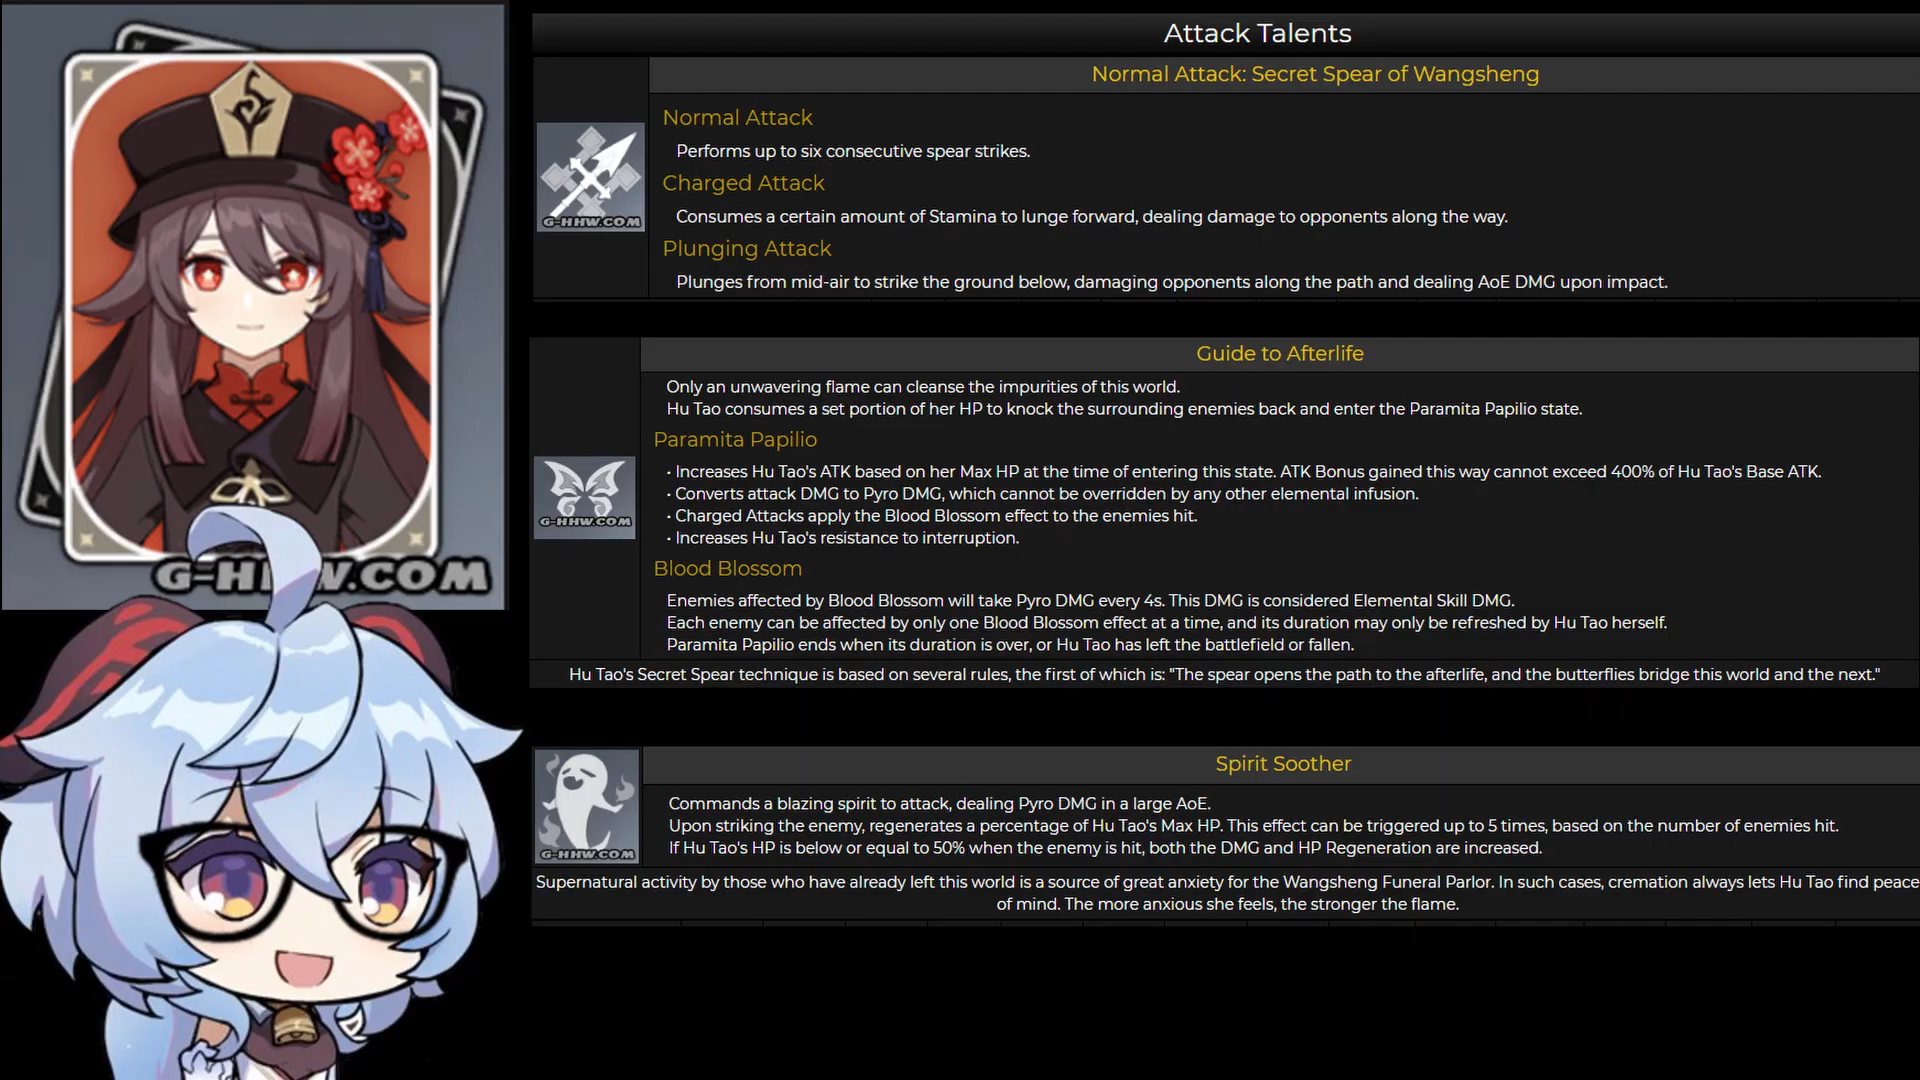 Attack Talents
Normal Attack: Secret Spear of Wangsheng
Normal Attack
Performs up to six consecutive spear strikes.
Charged Attack
Consumes a certain amount of Stamina to lunge forward, dealing damage to opponents along the way.
Plunging Attack
Plunges from mid-air to strike the ground below, damaging opponents along the path and dealing AoE DMG upon impact.
G-HHW.COM
Guide to Afterlife
Only an unwavering flame can cleanse the impurities of this world.
Hu Tao consumes a set portion of her HP to knock the surrounding enemies back and enter the Paramita Papilio state.
Paramita Papilio
• Increases Hu Tao's ATK based on her Max HP at the time of entering this state. ATK Bonus gained this way cannot exceed 400% of Hu Tao's Base ATK.
• Converts attack DMG to Pyro DMG, which cannot be overridden by any other elemental infusion.
• Charged Attacks apply the Blood Blossom effect to the enemies hit.
• Increases Hu Tao's resistance to interruption.
G-HHW.COM
Blood Blossom
Enemies affected by Blood Blossom will take Pyro DMG every 4s. This DMG is considered Elemental Skill DMG.
Each enemy can be affected by only one Blood Blossom effect at a time, and its duration may only be refreshed by Hu Tao herself.
Paramita Papilio ends when its duration is over, or Hu Tao has left the battlefield or fallen.
Hu Tao's Secret Spear technique is based on several rules, the first of which is: "The spear opens the path to the afterlife, and the butterflies bridge this world and the next."
Spirit Soother
Commands a blazing spirit to attack, dealing Pyro DMG in a large AoE.
Upon striking the enemy, regenerates a percentage of Hu Tao's Max HP. This effect can be triggered up to 5 times, based on the number of enemies hit.
If Hu Tao's HP is below or equal to 50% when the enemy is hit, both the DMG and HP Regeneration are increased.
G-HHW.COM
Supernatural activity by those who have already left this world is a source of great anxiety for the Wangsheng Funeral Parlor. In such cases, cremation always lets Hu Tao find peace
of mind. The more anxious she feels, the stronger the flame.